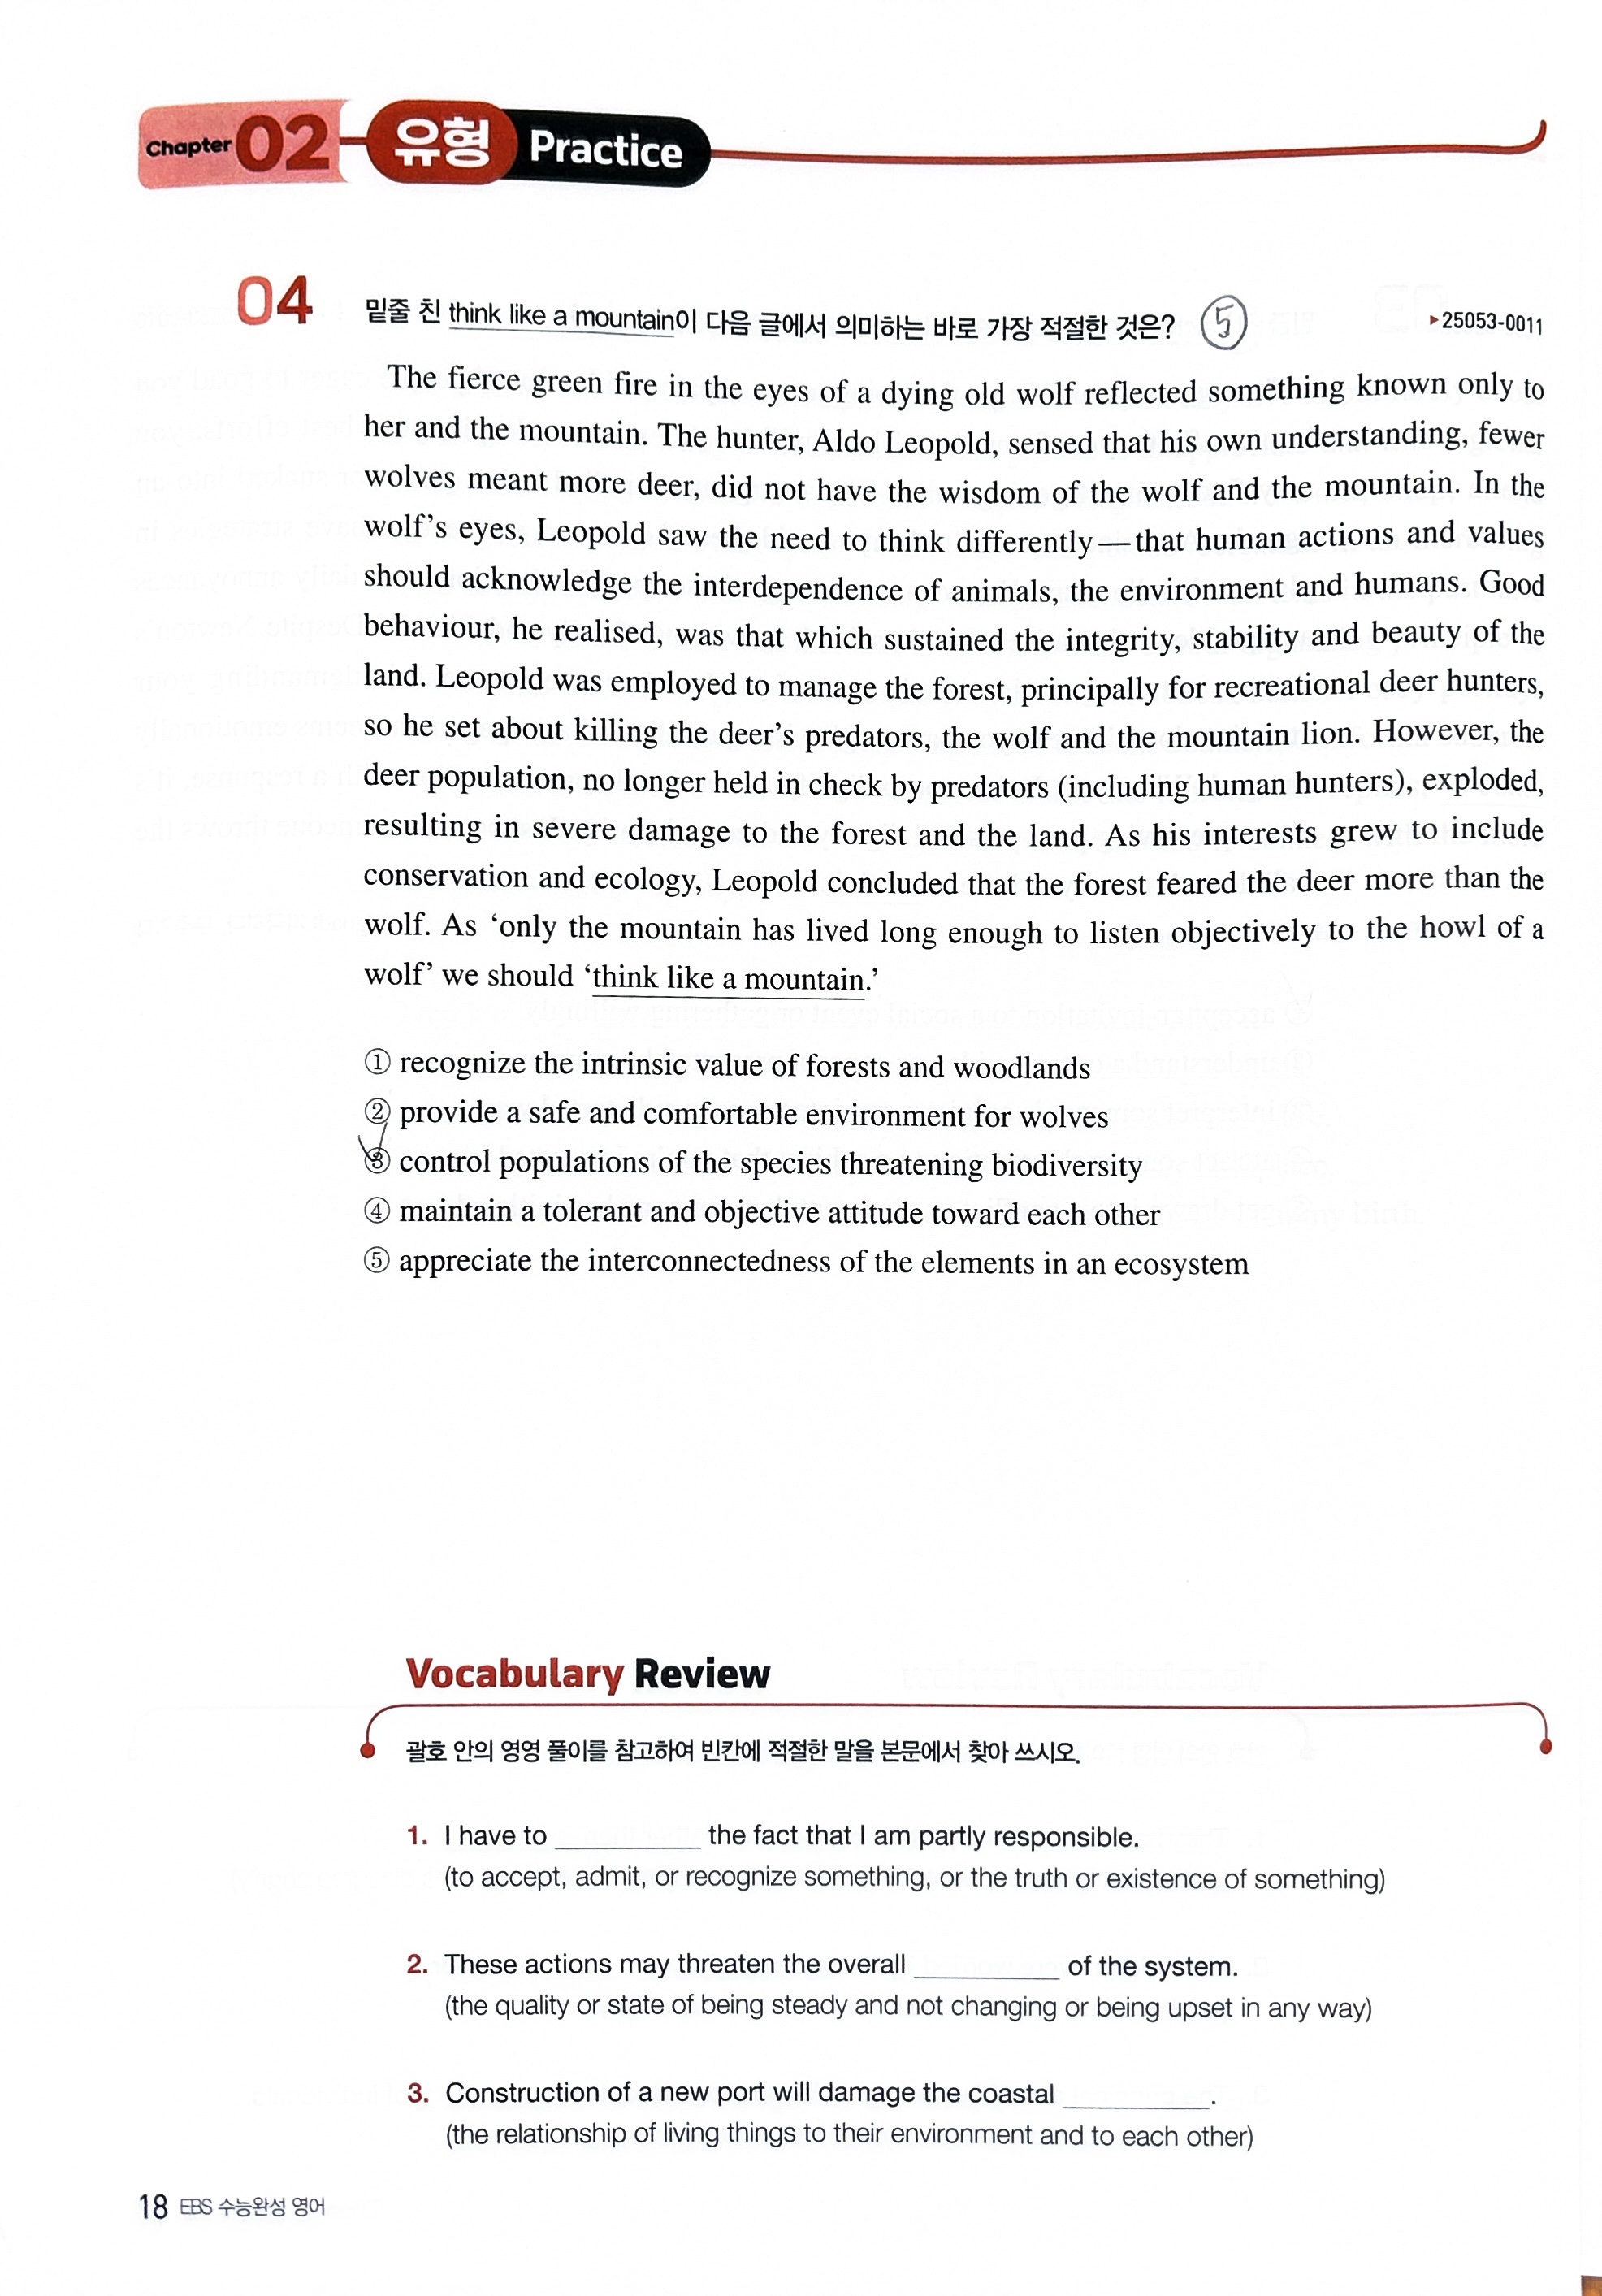 Chapter 02 유형 Practice
04
밑줄 친 think like a mountain이 다음 글에서 의미하는 바로 가장 적절한 것은? ⑤ ▸25053-0011
The fierce green fire in the eyes of a dying old wolf reflected something known only to
her and the mountain. The hunter, Aldo Leopold, sensed that his own understanding, fewer
wolves meant more deer, did not have the wisdom of the wolf and the mountain. In the
wolf's eyes, Leopold saw the need to think differently—that human actions and values
should acknowledge the interdependence of animals, the environment and humans. Good
behaviour, he realised, was that which sustained the integrity, stability and beauty of the
land. Leopold was employed to manage the forest, principally for recreational deer hunters,
so he set about killing the deer's predators, the wolf and the mountain lion. However, the
deer population, no longer held in check by predators (including human hunters), exploded,
resulting in severe damage to the forest and the land. As his interests grew to include
conservation and ecology, Leopold concluded that the forest feared the deer more than the
wolf. As ‘only the mountain has lived long enough to listen objectively to the howl of a
wolf’ we should ‘think like a mountain.’
① recognize the intrinsic value of forests and woodlands
② provide a safe and comfortable environment for wolves
③ control populations of the species threatening biodiversity
④ maintain a tolerant and objective attitude toward each other
⑤ appreciate the interconnectedness of the elements in an ecosystem
Vocabulary Review
괄호 안의 영영 풀이를 참고하여 빈칸에 적절한 말을 본문에서 찾아 쓰시오.
1. I have to __________ the fact that I am partly responsible.
(to accept, admit, or recognize something, or the truth or existence of something)
2. These actions may threaten the overall __________ of the system.
(the quality or state of being steady and not changing or being upset in any way)
3. Construction of a new port will damage the coastal __________.
(the relationship of living things to their environment and to each other)
18 EBS 수능완성 영어